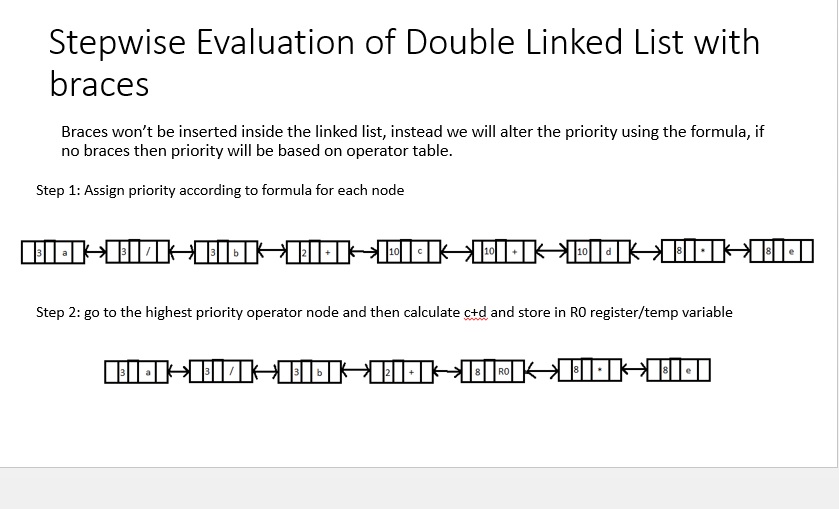 Stepwise Evaluation of Double Linked List with
braces
Braces won't be inserted inside the linked list, instead we will alter the priority using the formula, if
no braces then priority will be based on operator table.
Step 1: Assign priority according to formula for each node
3 a 3 / 3 b 2 + 10 c 10 + 10 d 8 * 8 e
Step 2: go to the highest priority operator node and then calculate c+d and store in R0 register/temp variable
3 a 3 / 3 b 2 + 8 R0 8 * 8 e